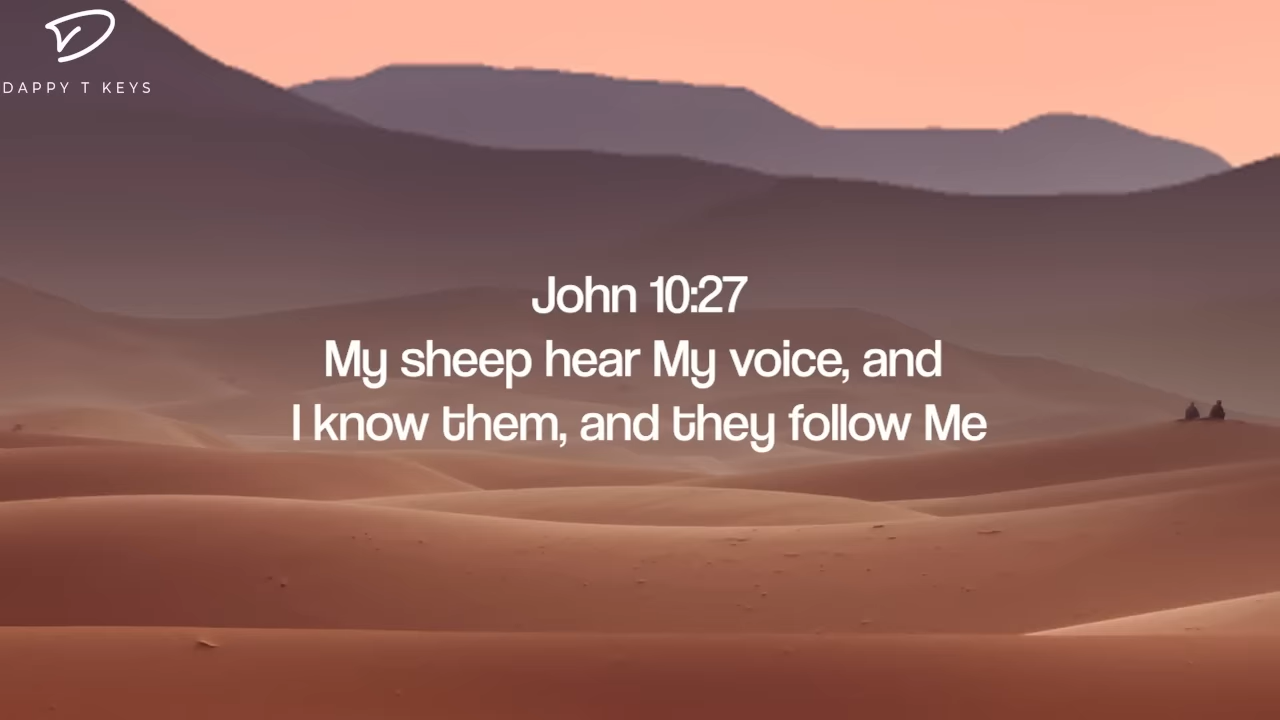 DAPPY T KEYS
John 10:27
My sheep hear My voice, and
I know them, and they follow Me